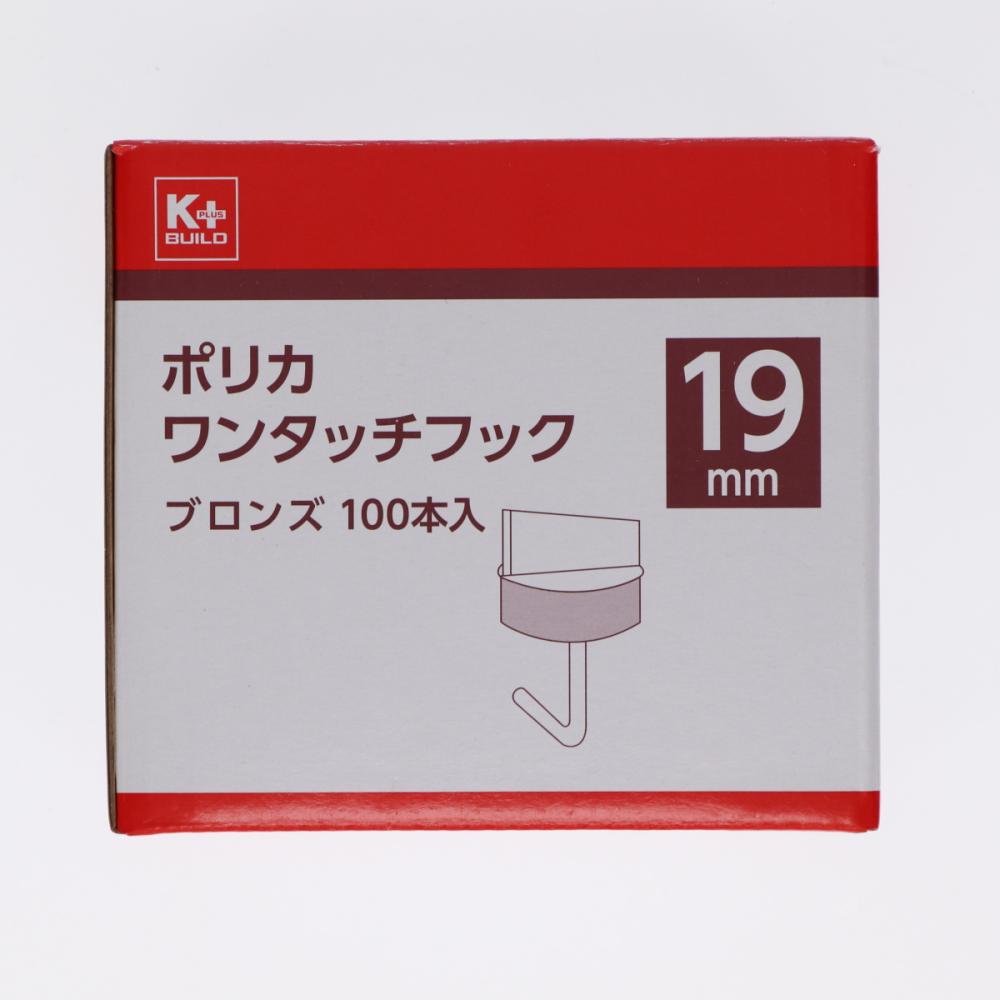 K+
PLUS
BUILD
ポリカ
ワンタッチフック
ブロンズ 100本入
19
mm